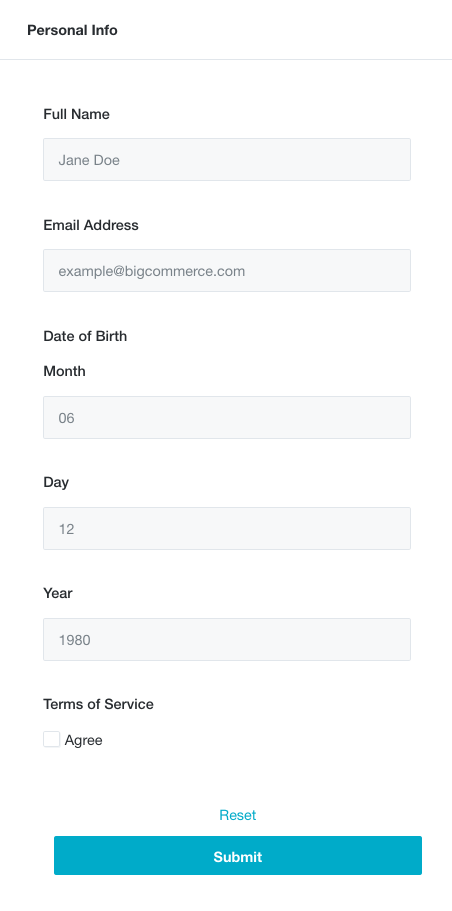 Personal Info
Full Name
Jane Doe
Email Address
example@bigcommerce.com
Date of Birth
Month
06
Day
12
Year
1980
Terms of Service
Agree
Reset
Submit